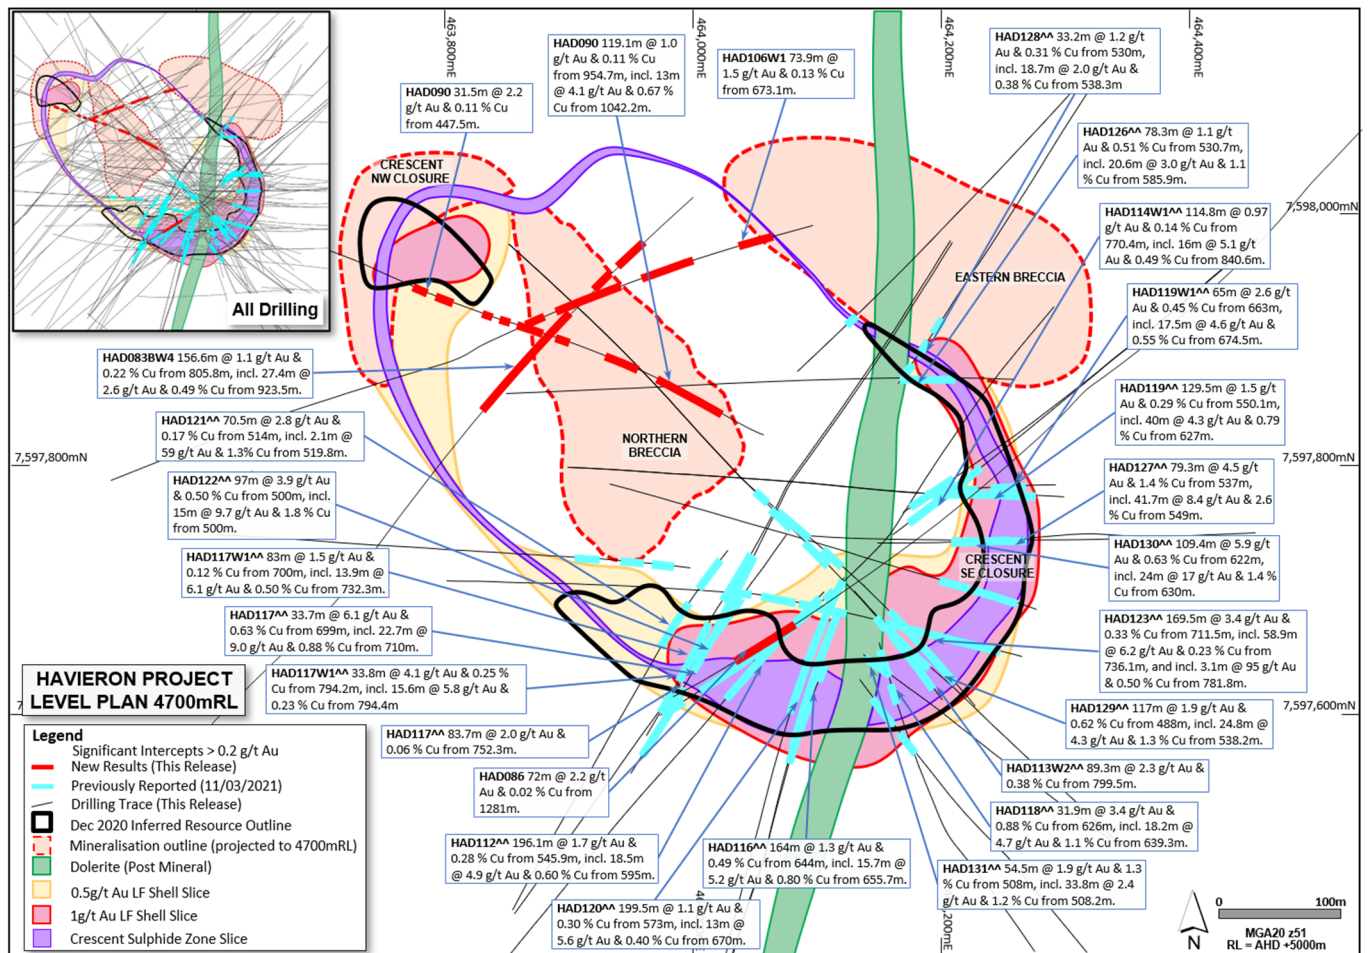 All Drilling
463,800mE
464,000mE
464,200mE
464,400mE
7,598,000mN
7,597,800mN
7,597,800mN
7,597,600mN
HAD090 31.5m @ 2.2
g/t Au & 0.11 % Cu
from 447.5m.
HAD090 119.1m @ 1.0
g/t Au & 0.11 % Cu
from 954.7m, incl. 13m
@ 4.1 g/t Au & 0.67 %
Cu from 1042.2m.
HAD106W1 73.9m @
1.5 g/t Au & 0.13 % Cu
from 673.1m.
HAD128^^ 33.2m @ 1.2 g/t
Au & 0.31 % Cu from 530m,
incl. 18.7m @ 2.0 g/t Au &
0.38 % Cu from 538.3m
HAD126^^ 78.3m @ 1.1 g/t
Au & 0.51 % Cu from 530.7m,
incl. 20.6m @ 3.0 g/t Au & 1.1
% Cu from 585.9m.
HAD114W1^^ 114.8m @ 0.97
g/t Au & 0.14 % Cu from
770.4m, incl. 16m @ 5.1 g/t
Au & 0.49 % Cu from 840.6m.
HAD119W1^^ 65m @ 2.6 g/t
Au & 0.45 % Cu from 663m,
incl. 17.5m @ 4.6 g/t Au &
0.55 % Cu from 674.5m.
HAD119^^ 129.5m @ 1.5 g/t
Au & 0.29 % Cu from 550.1m,
incl. 40m @ 4.3 g/t Au & 0.79
% Cu from 627m.
HAD127^^ 79.3m @ 4.5 g/t
Au & 1.4 % Cu from 537m,
incl. 41.7m @ 8.4 g/t Au & 2.6
% Cu from 549m.
HAD130^^ 109.4m @ 5.9 g/t
Au & 0.63 % Cu from 622m,
incl. 24m @ 17 g/t Au & 1.4 %
Cu from 630m.
HAD123^^ 169.5m @ 3.4 g/t Au &
0.33 % Cu from 711.5m, incl. 58.9m
@ 6.2 g/t Au & 0.23 % Cu from
736.1m, and incl. 3.1m @ 95 g/t Au
& 0.50 % Cu from 781.8m.
HAD129^^ 117m @ 1.9 g/t Au &
0.62 % Cu from 488m, incl. 24.8m @
4.3 g/t Au & 1.3 % Cu from 538.2m.
HAD113W2^^ 89.3m @ 2.3 g/t Au &
0.38 % Cu from 799.5m.
HAD118^^ 31.9m @ 3.4 g/t Au &
0.88 % Cu from 626m, incl. 18.2m @
4.7 g/t Au & 1.1 % Cu from 639.3m.
HAD131^^ 54.5m @ 1.9 g/t Au & 1.3
% Cu from 508m, incl. 33.8m @ 2.4
g/t Au & 1.2 % Cu from 508.2m.
CRESCENT
NW CLOSURE
EASTERN BRECCIA
NORTHERN
BRECCIA
CRESCENT
SE CLOSURE
HAD083BW4 156.6m @ 1.1 g/t Au &
0.22 % Cu from 805.8m, incl. 27.4m @
2.6 g/t Au & 0.49 % Cu from 923.5m.
HAD121^^ 70.5m @ 2.8 g/t Au &
0.17 % Cu from 514m, incl. 2.1m @
59 g/t Au & 1.3% Cu from 519.8m.
HAD122^^ 97m @ 3.9 g/t Au
& 0.50 % Cu from 500m, incl.
15m @ 9.7 g/t Au & 1.8 % Cu
from 500m.
HAD117W1^^ 83m @ 1.5 g/t Au &
0.12 % Cu from 700m, incl. 13.9m @
6.1 g/t Au & 0.50 % Cu from 732.3m.
HAD117^^ 33.7m @ 6.1 g/t Au &
0.63 % Cu from 699m, incl. 22.7m @
9.0 g/t Au & 0.88 % Cu from 710m.
HAD117W1^^ 33.8m @ 4.1 g/t Au & 0.25 %
Cu from 794.2m, incl. 15.6m @ 5.8 g/t Au &
0.23 % Cu from 794.4m
HAD117^^ 83.7m @ 2.0 g/t Au &
0.06 % Cu from 752.3m.
HAD086 72m @ 2.2 g/t
Au & 0.02 % Cu from
1281m.
HAD112^^ 196.1m @ 1.7 g/t Au &
0.28 % Cu from 545.9m, incl. 18.5m
@ 4.9 g/t Au & 0.60 % Cu from 595m.
HAD116^^ 164m @ 1.3 g/t Au &
0.49 % Cu from 644m, incl. 15.7m @
5.2 g/t Au & 0.80 % Cu from 655.7m.
HAD120^^ 199.5m @ 1.1 g/t Au &
0.30 % Cu from 573m, incl. 13m @
5.6 g/t Au & 0.40 % Cu from 670m.
HAVIERON PROJECT
LEVEL PLAN 4700mRL
Legend
Significant Intercepts > 0.2 g/t Au
New Results (This Release)
Previously Reported (11/03/2021)
Drilling Trace (This Release)
Dec 2020 Inferred Resource Outline
Mineralisation outline (projected to 4700mRL)
Dolerite (Post Mineral)
0.5g/t Au LF Shell Slice
1g/t Au LF Shell Slice
Crescent Sulphide Zone Slice
N
0 100m
MGA20 z51
RL = AHD +5000m